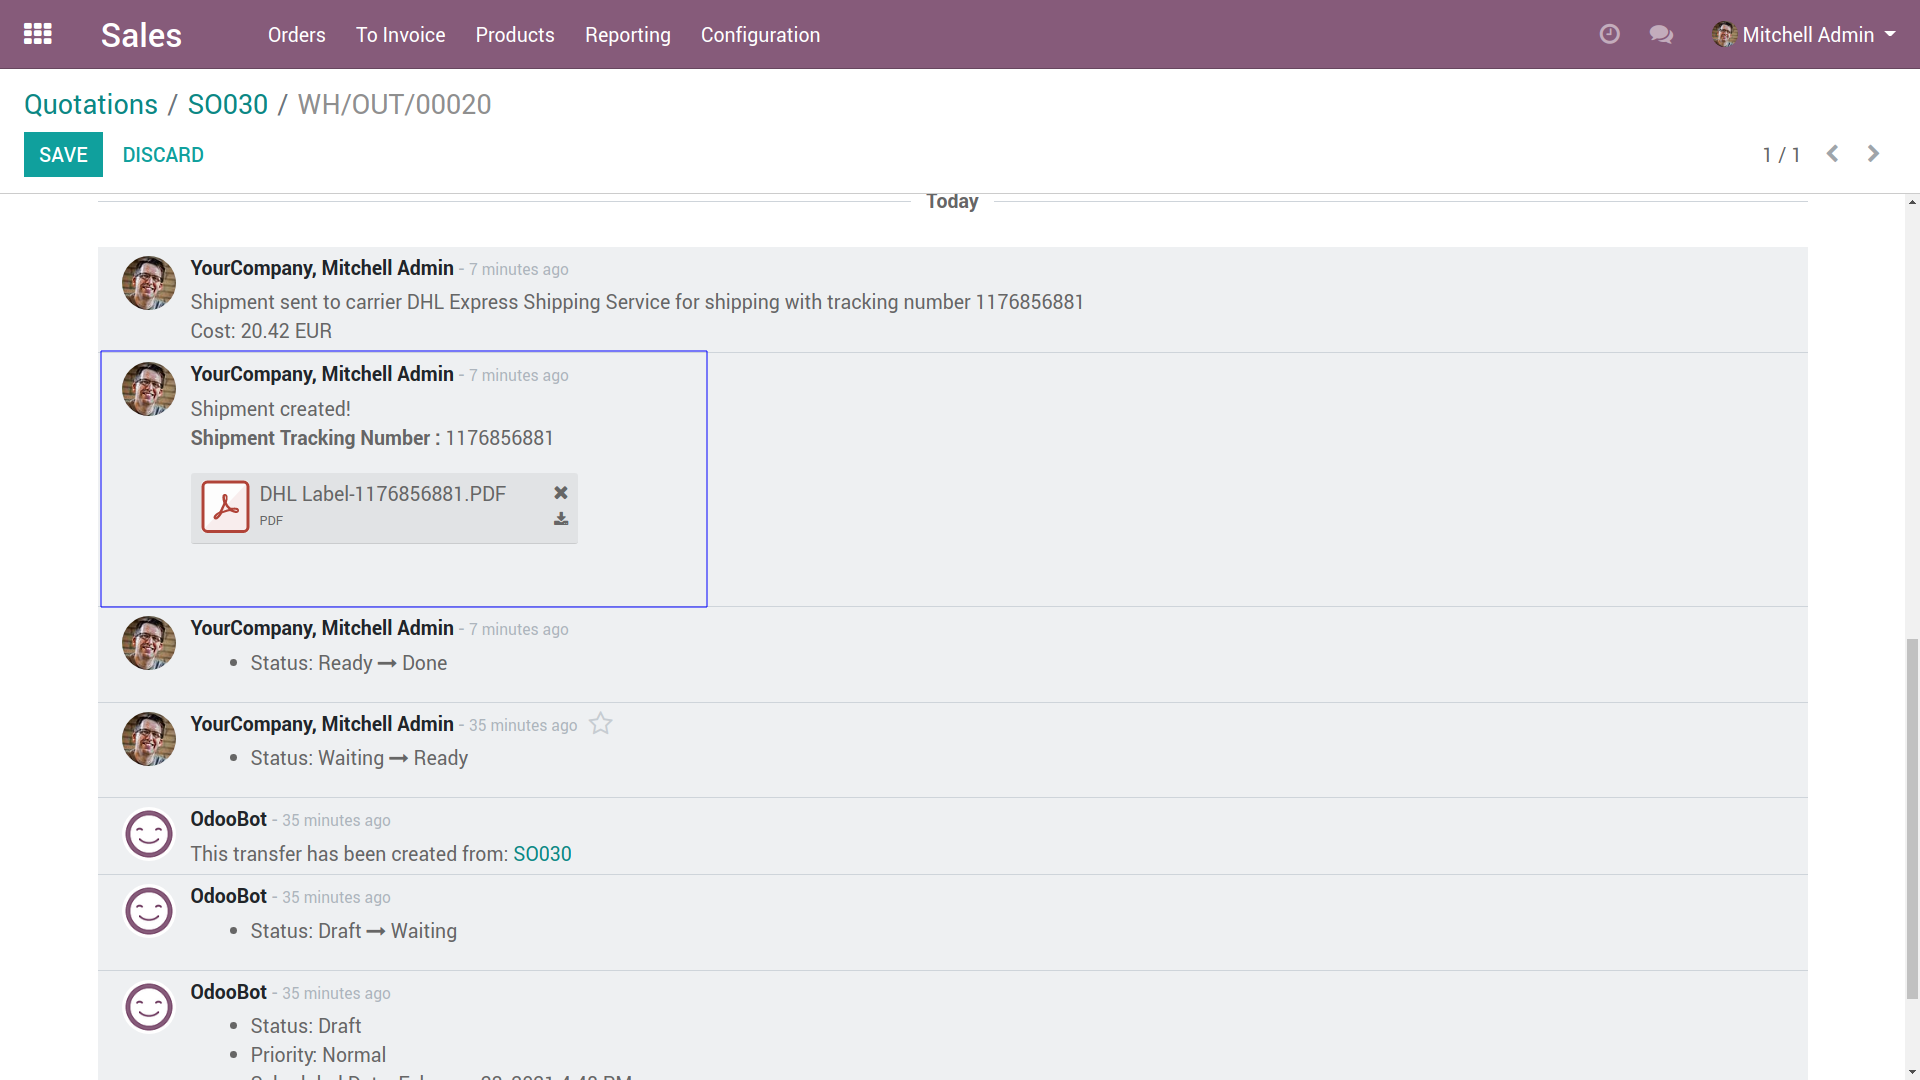 Sales
Orders To Invoice Products Reporting Configuration
Mitchell Admin
Quotations / SO030 / WH/OUT/00020
SAVE DISCARD
1 / 1
Today
YourCompany, Mitchell Admin - 7 minutes ago
Shipment sent to carrier DHL Express Shipping Service for shipping with tracking number 1176856881
Cost: 20.42 EUR
YourCompany, Mitchell Admin - 7 minutes ago
Shipment created!
Shipment Tracking Number : 1176856881
DHL Label-1176856881.PDF
PDF
YourCompany, Mitchell Admin - 7 minutes ago
• Status: Ready → Done
YourCompany, Mitchell Admin - 35 minutes ago
• Status: Waiting → Ready
OdooBot - 35 minutes ago
This transfer has been created from: SO030
OdooBot - 35 minutes ago
• Status: Draft → Waiting
OdooBot - 35 minutes ago
• Status: Draft
• Priority: Normal